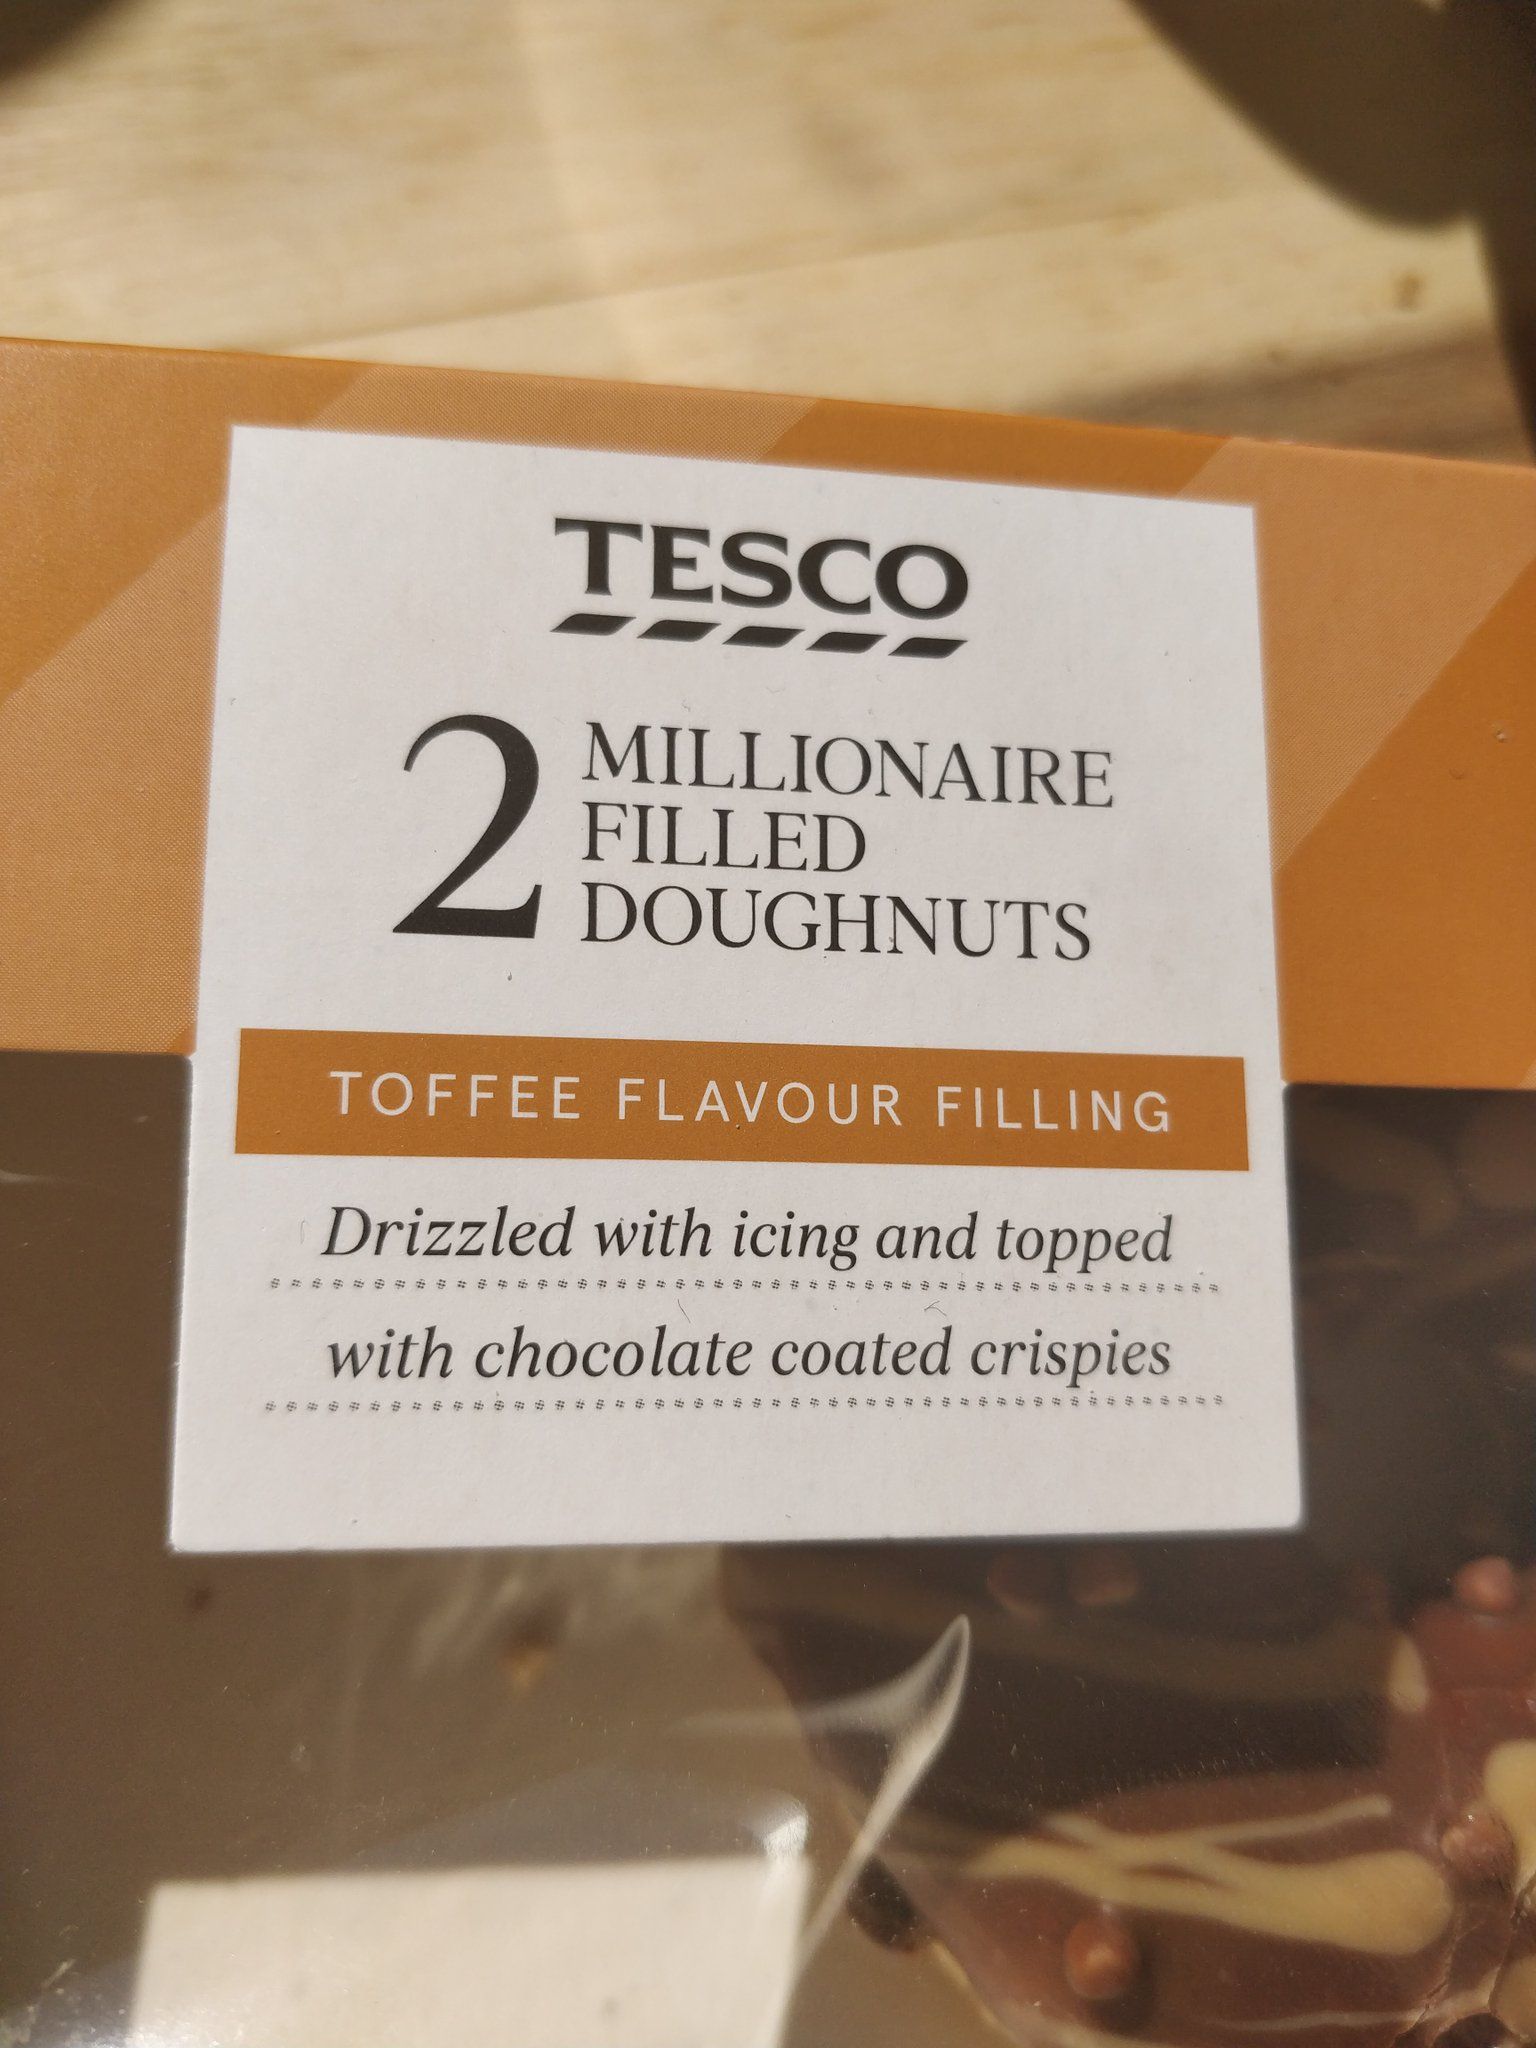 TESCO
2 MILLIONAIRE
FILLED
DOUGHNUTS
TOFFEE FLAVOUR FILLING
Drizzled with icing and topped
with chocolate coated crispies